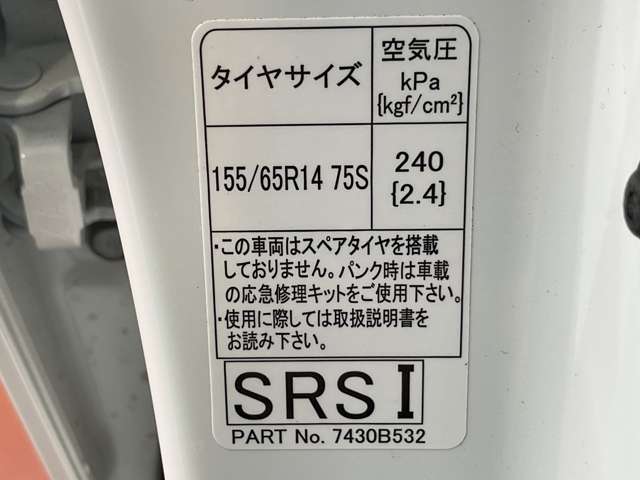 タイヤサイズ
空気圧
kPa
{kgf/cm²}
155/65R14 75S
240
{2.4}
・この車両はスペアタイヤを搭載
しておりません。パンク時は車載
の応急修理キットをご使用下さい。
・使用に際しては取扱説明書を
お読み下さい。
SRS I
PART No. 7430B532